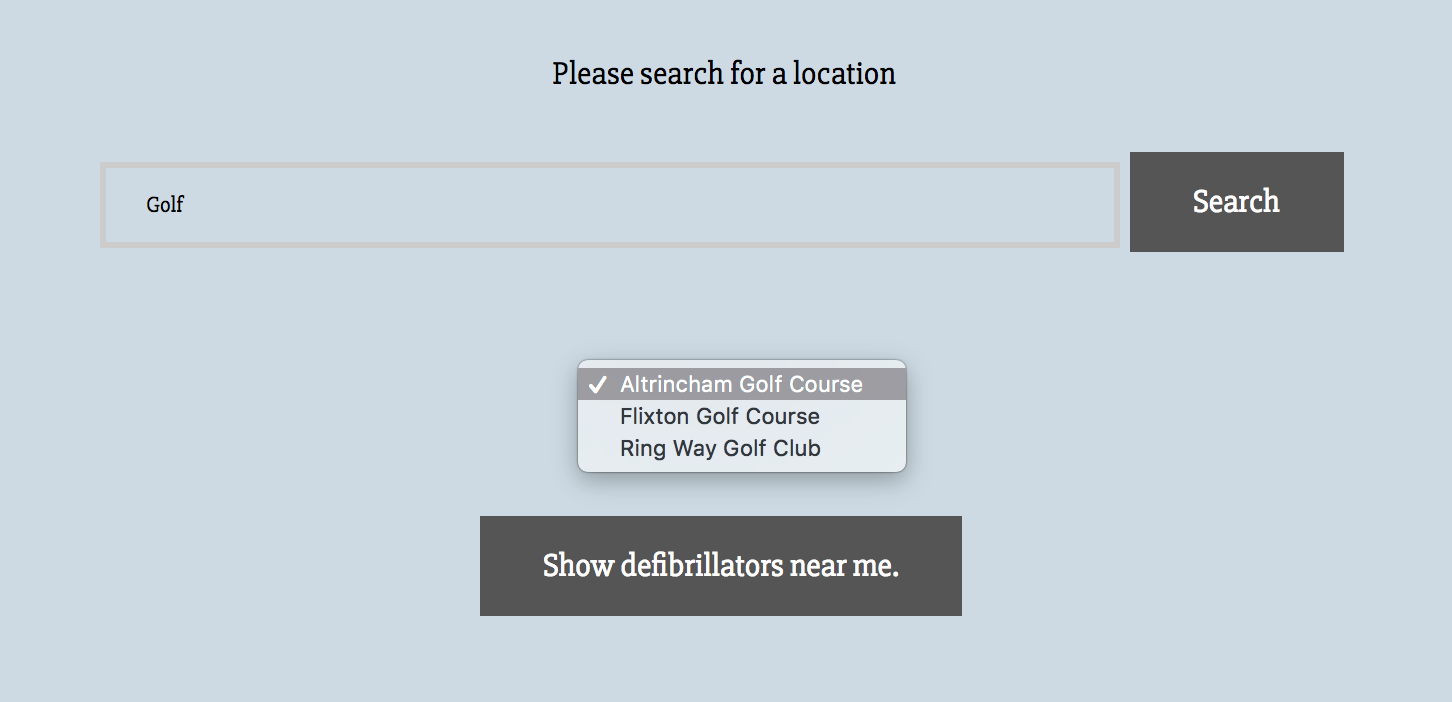 Please search for a location
Golf
Search
✓ Altrincham Golf Course
Flixton Golf Course
Ring Way Golf Club
Show defibrillators near me.